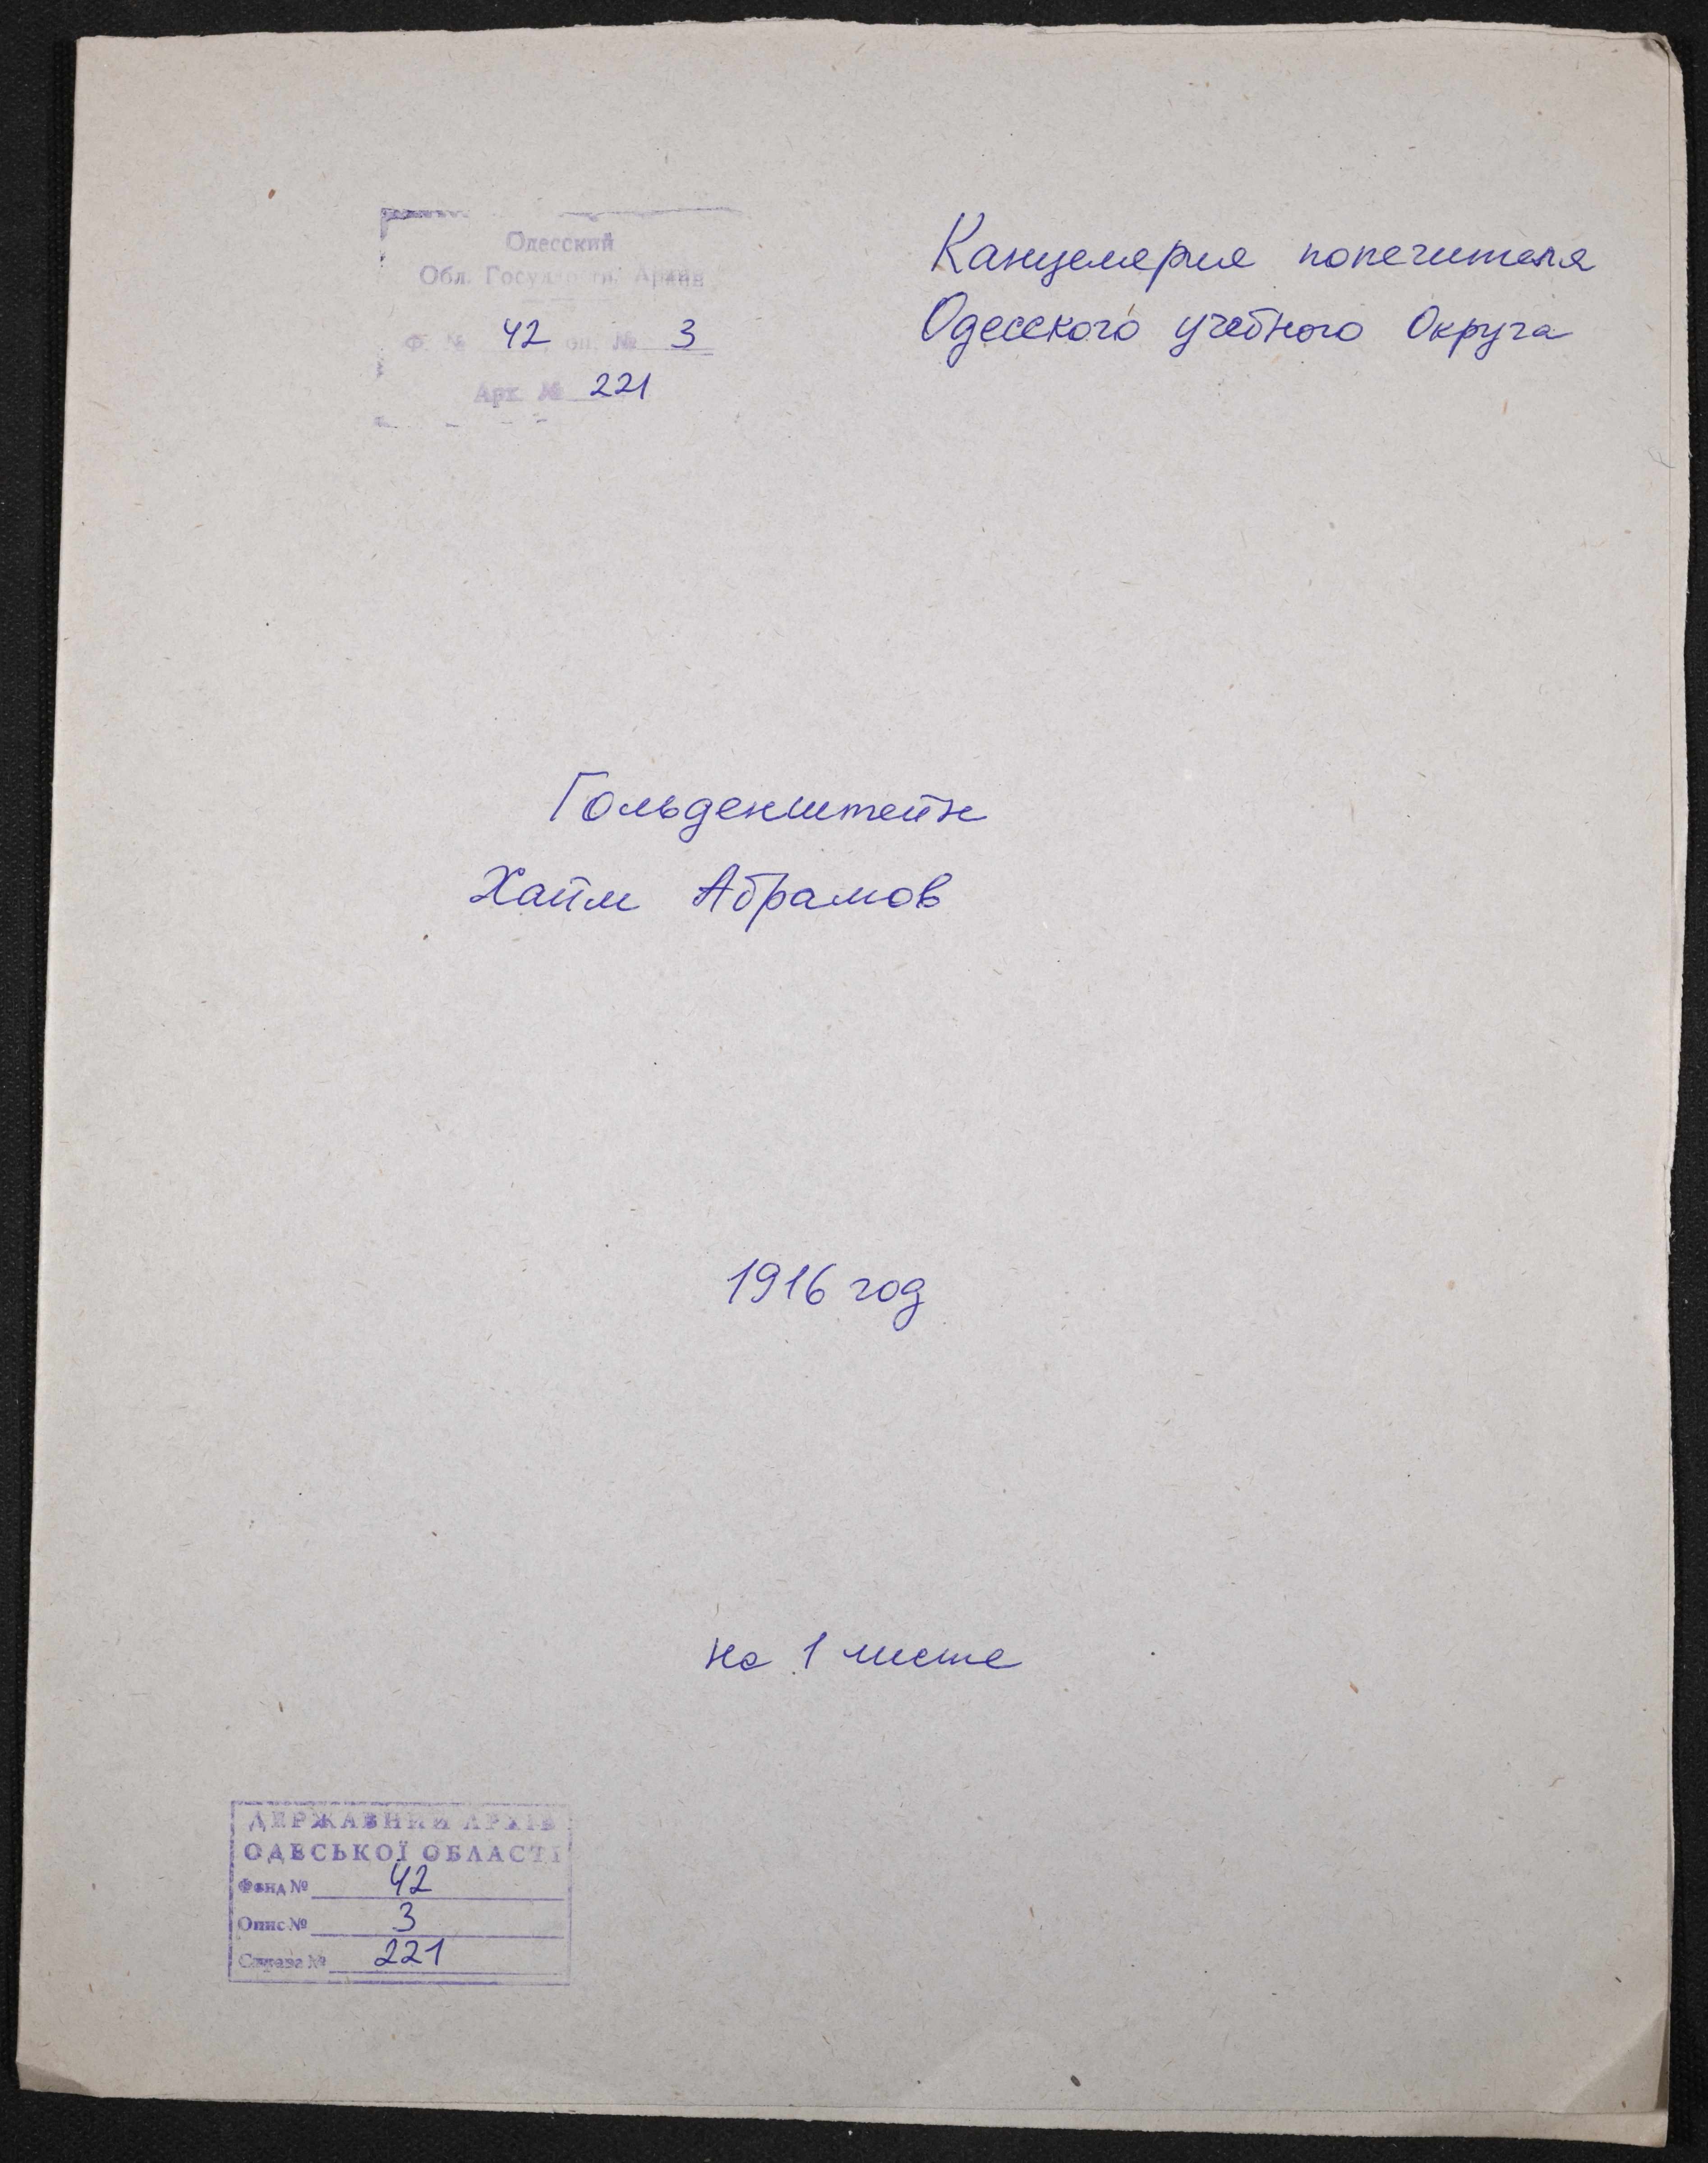 Одесский
Обл. Государств. Архив
Ф. № 42, оп. № 3
Арх. № 221
Канцелярия попечителя
Одесского учебного Округа
Гольденштейн
Хайм Абрамов
1916 год
на 1 листе
ДЕРЖАВНИЙ АРХІВ
ОДЕСЬКОЇ ОБЛАСТІ
Фонд № 42
Опис № 3
Справа № 221